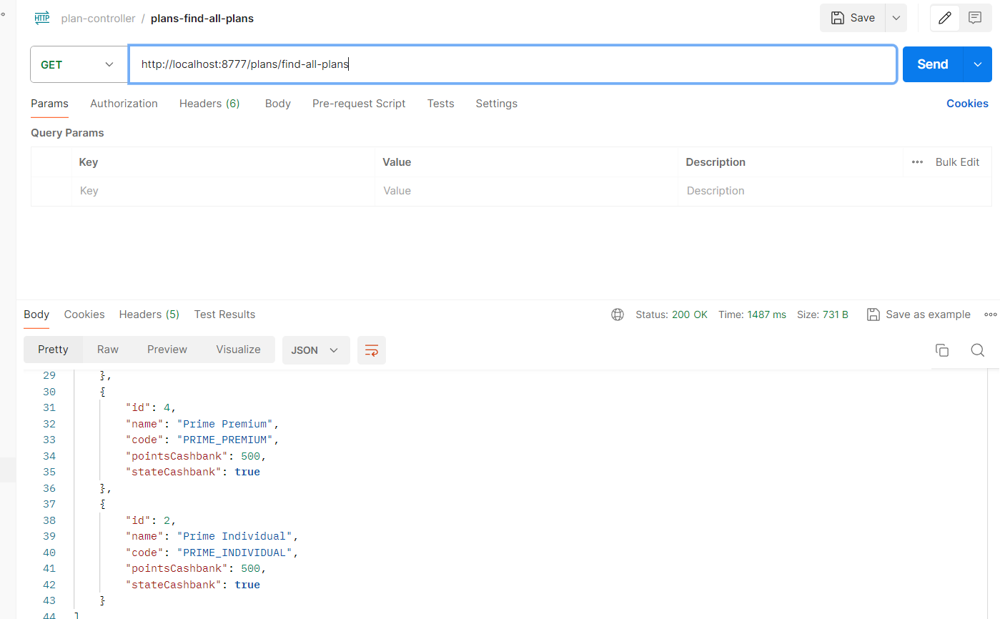 HTTP plan-controller / plans-find-all-plans Save
GET http://localhost:8777/plans/find-all-plans Send
Params Authorization Headers (6) Body Pre-request Script Tests Settings Cookies
Query Params
Key Value Description Bulk Edit
Key Value Description
Body Cookies Headers (5) Test Results Status: 200 OK Time: 1487 ms Size: 731 B Save as example
Pretty Raw Preview Visualize JSON
29 },
30 {
31 "id": 4,
32 "name": "Prime Premium",
33 "code": "PRIME_PREMIUM",
34 "pointsCashbank": 500,
35 "stateCashbank": true
36 },
37 {
38 "id": 2,
39 "name": "Prime Individual",
40 "code": "PRIME_INDIVIDUAL",
41 "pointsCashbank": 500,
42 "stateCashbank": true
43 }
44 ]